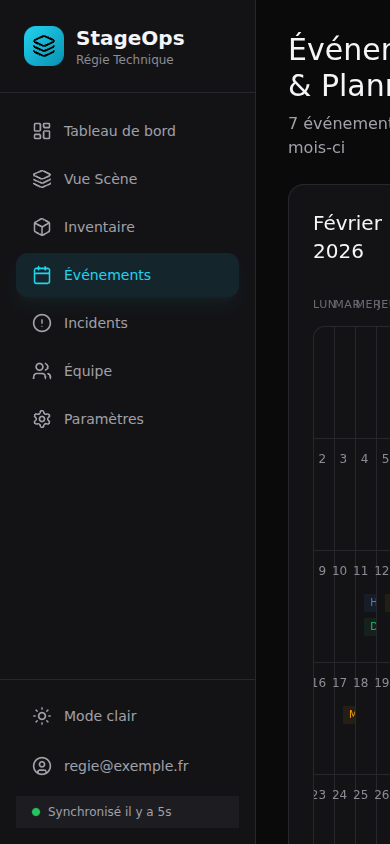 StageOps
Régie Technique
Tableau de bord
Vue Scène
Inventaire
Événements
Incidents
Équipe
Paramètres
Mode clair
regie@exemple.fr
Synchronisé il y a 5s
& Plan
7 événement
mois-ci
Février
2026
LUN MAR MER JE
2 3 4 5
9 10 11 12
H
D
16 17 18 19
M
23 24 25 26